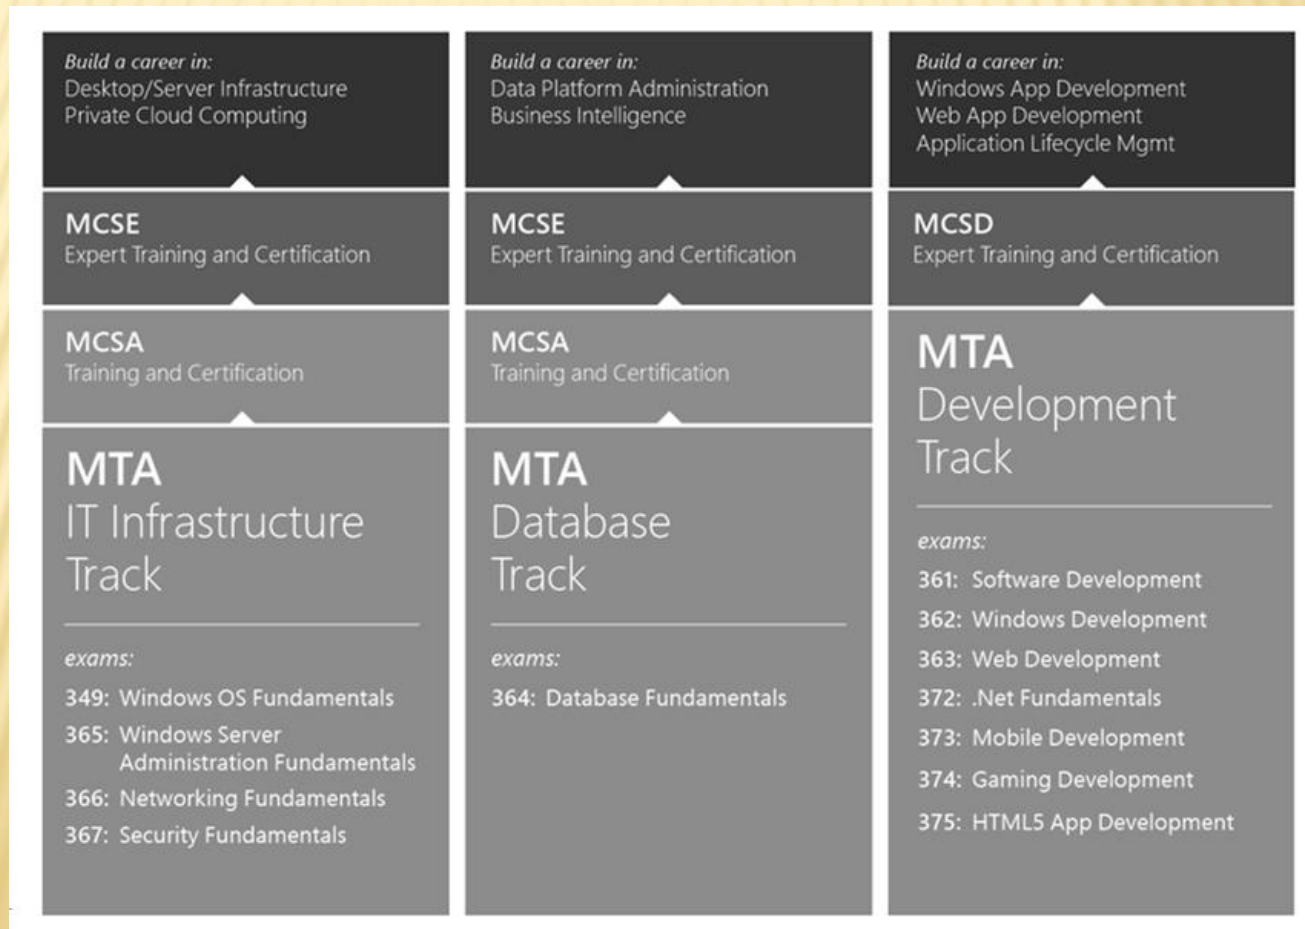 Build a career in:
Desktop/Server Infrastructure
Private Cloud Computing
MCSE
Expert Training and Certification
MCSA
Training and Certification
MTA
IT Infrastructure
Track
exams:
349: Windows OS Fundamentals
365: Windows Server
Administration Fundamentals
366: Networking Fundamentals
367: Security Fundamentals
Build a career in:
Data Platform Administration
Business Intelligence
MCSE
Expert Training and Certification
MCSA
Training and Certification
MTA
Database
Track
exams:
364: Database Fundamentals
Build a career in:
Windows App Development
Web App Development
Application Lifecycle Mgmt
MCSD
Expert Training and Certification
MTA
Development
Track
exams:
361: Software Development
362: Windows Development
363: Web Development
372: .Net Fundamentals
373: Mobile Development
374: Gaming Development
375: HTML5 App Development